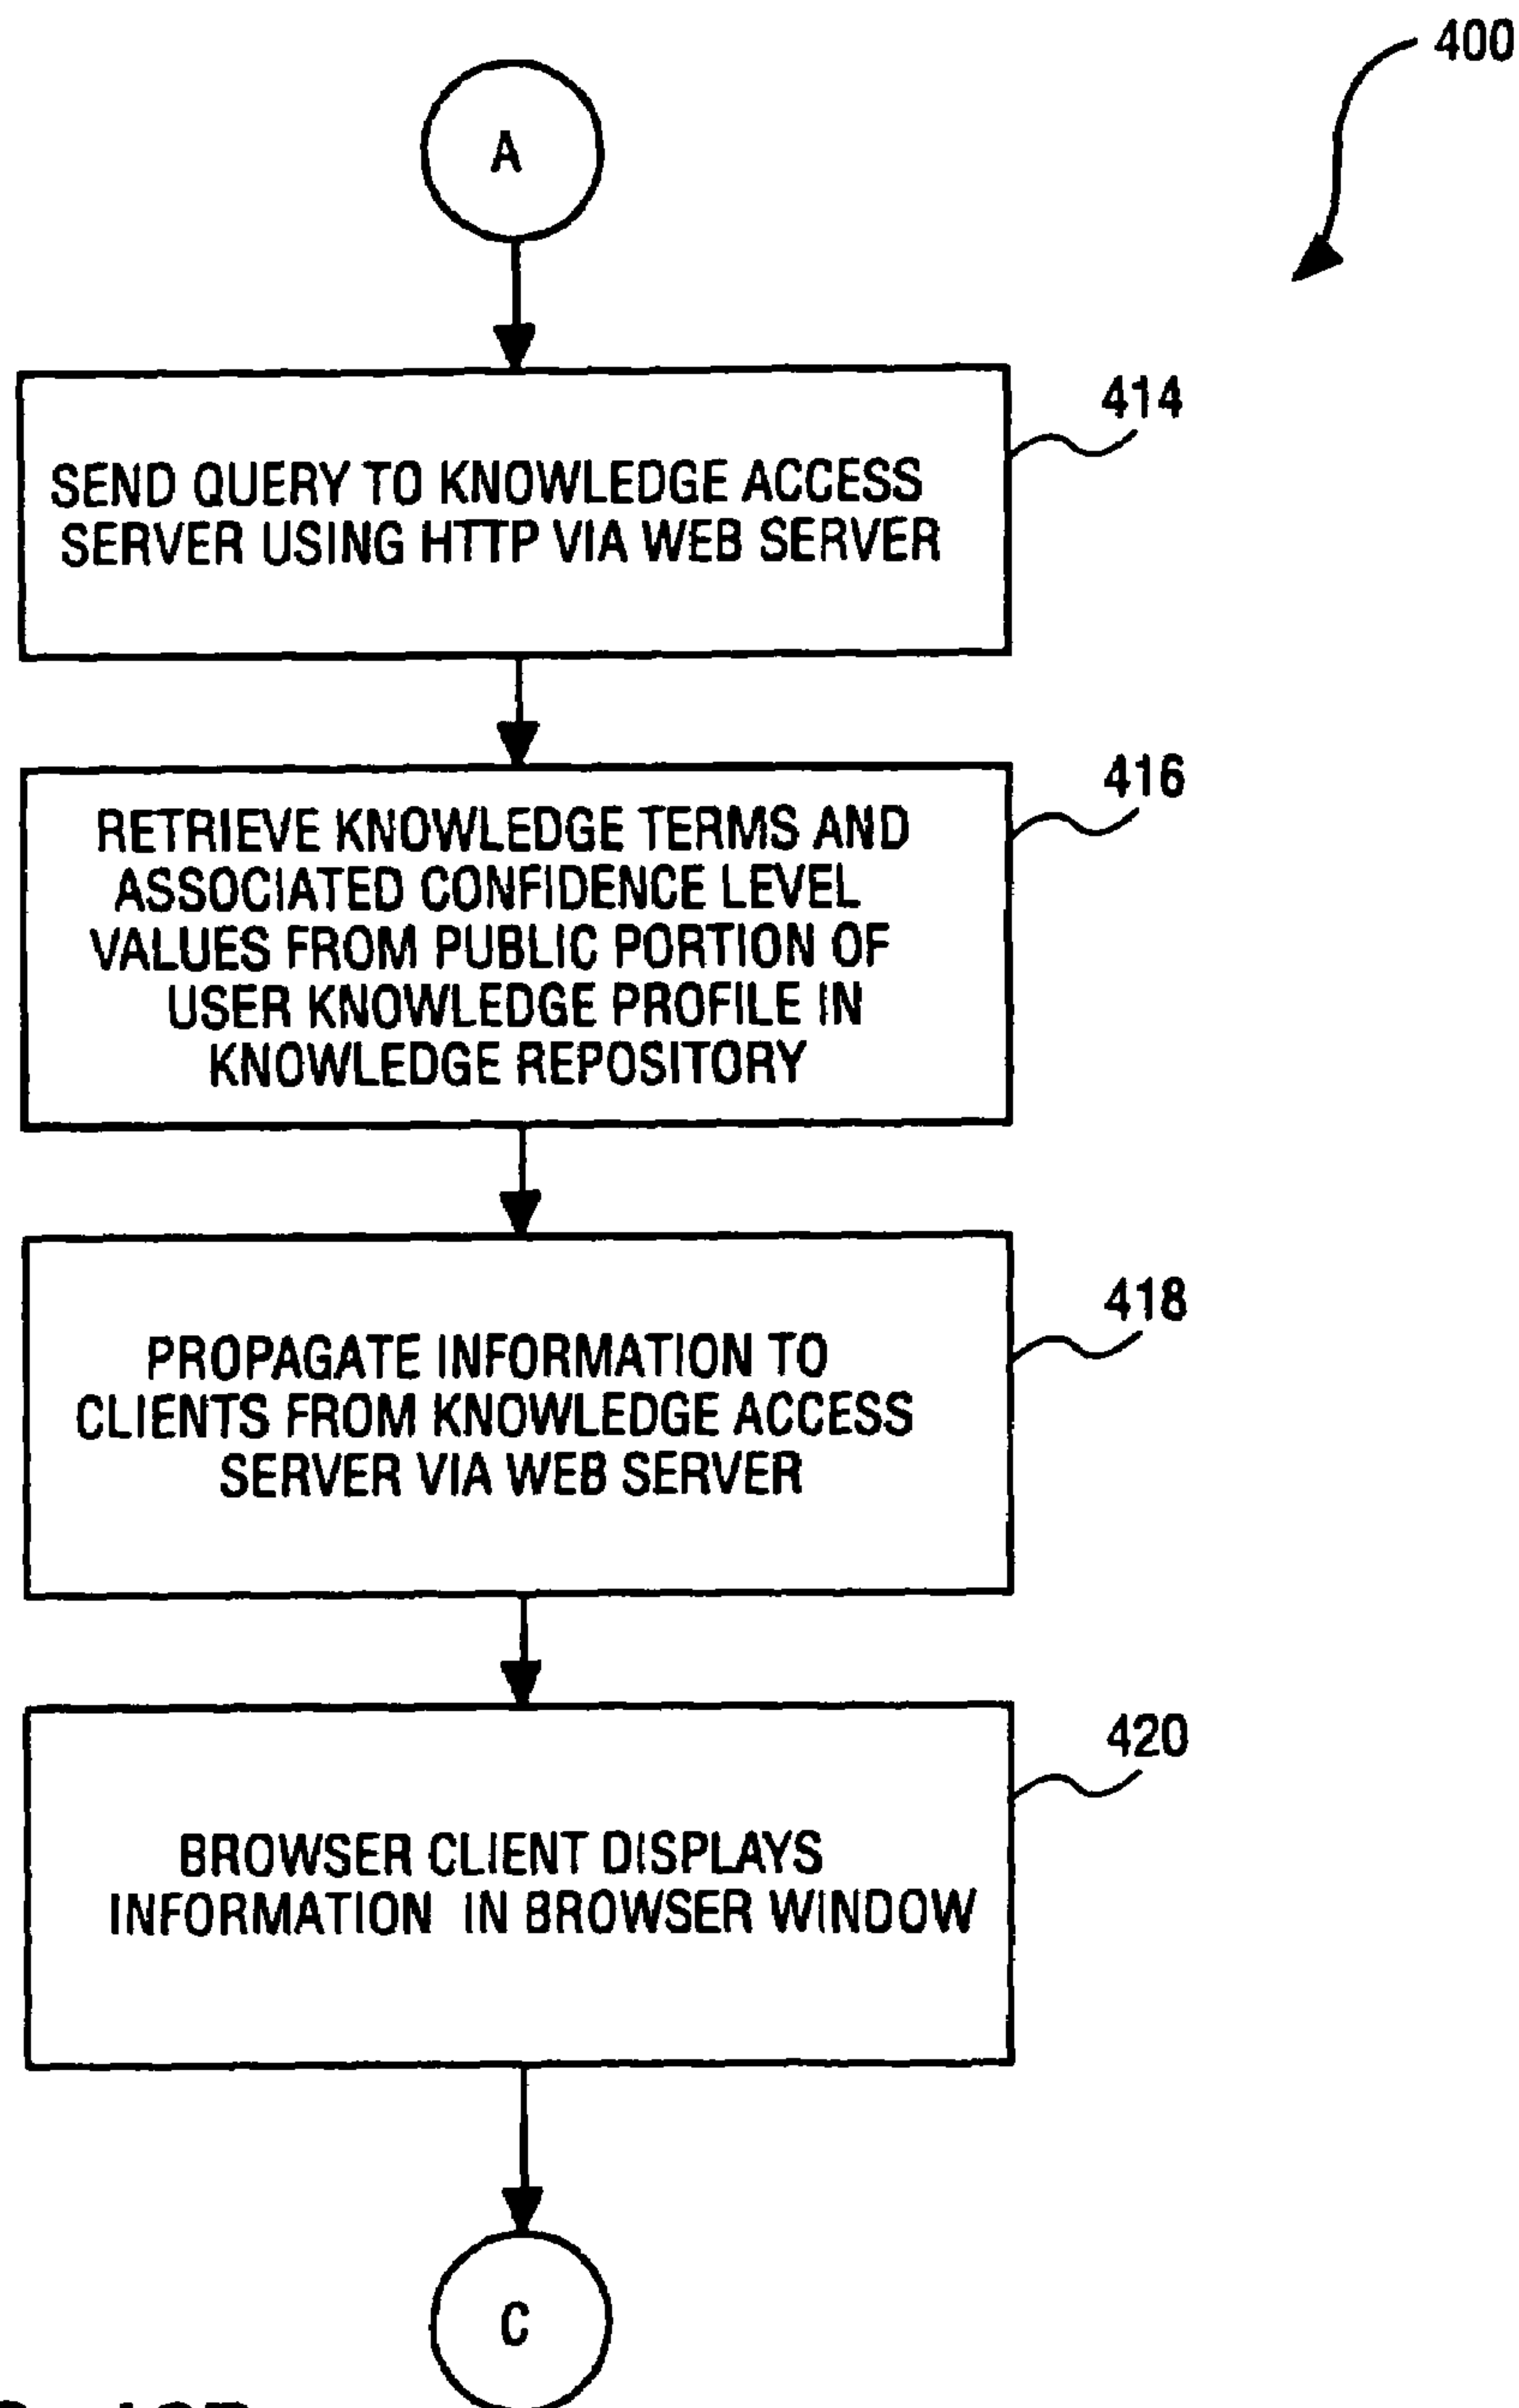 400
A
414
SEND QUERY TO KNOWLEDGE ACCESS
SERVER USING HTTP VIA WEB SERVER
416
RETRIEVE KNOWLEDGE TERMS AND
ASSOCIATED CONFIDENCE LEVEL
VALUES FROM PUBLIC PORTION OF
USER KNOWLEDGE PROFILE IN
KNOWLEDGE REPOSITORY
418
PROPAGATE INFORMATION TO
CLIENTS FROM KNOWLEDGE ACCESS
SERVER VIA WEB SERVER
420
BROWSER CLIENT DISPLAYS
INFORMATION IN BROWSER WINDOW
C